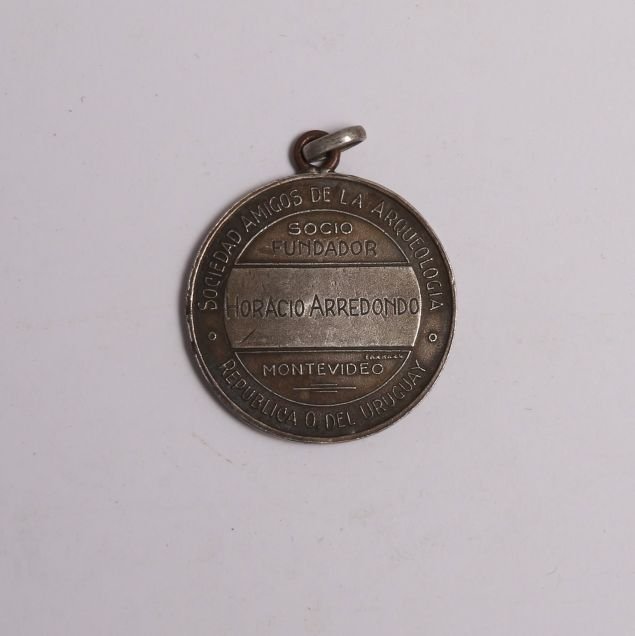 SOCIEDAD AMIGOS DE LA ARQUEOLOGIA
SOCIO
FUNDADOR
HORACIO ARREDONDO
MONTEVIDEO
REPUBLICA O. DEL URUGUAY